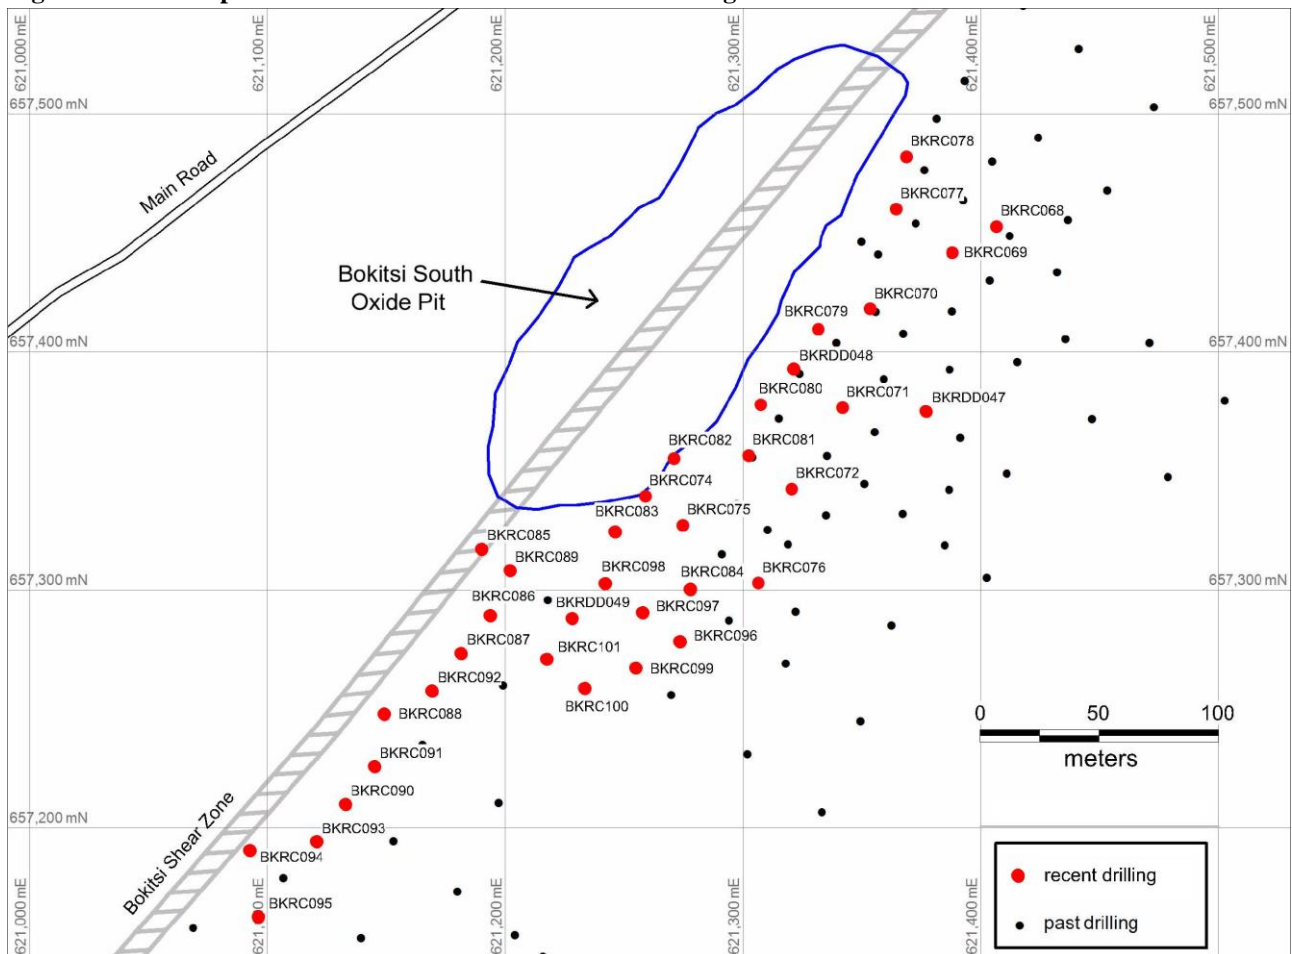 621,000 mE
621,100 mE
621,200 mE
621,300 mE
621,400 mE
621,500 mE
657,500 mN
657,500 mN
Main Road
BKRC078
BKRC077
BKRC068
BKRC069
Bokitsi South
Oxide Pit
BKRC070
BKRC079
657,400 mN
657,400 mN
BKRDD048
BKRC080
BKRC071
BKRDD047
BKRC082
BKRC081
BKRC074
BKRC072
BKRC083
BKRC075
BKRC085
BKRC089
BKRC098
BKRC084
BKRC076
657,300 mN
657,300 mN
BKRC086
BKRDD049
BKRC097
BKRC087
BKRC101
BKRC096
BKRC092
BKRC099
BKRC088
BKRC100
0 50 100
meters
BKRC091
BKRC090
657,200 mN
BKRC093
Bokitsi Shear Zone
BKRC094
BKRC095
recent drilling
past drilling
621,000 mE
621,100 mE
621,200 mE
621,300 mE
621,400 mE